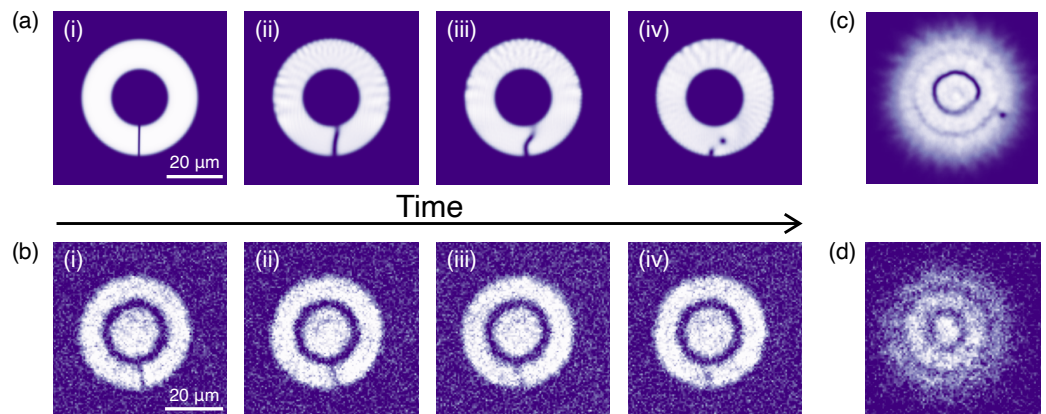 (a) (i) (ii) (iii) (iv) (c)
20 µm
Time
(b) (i) (ii) (iii) (iv) (d)
20 µm